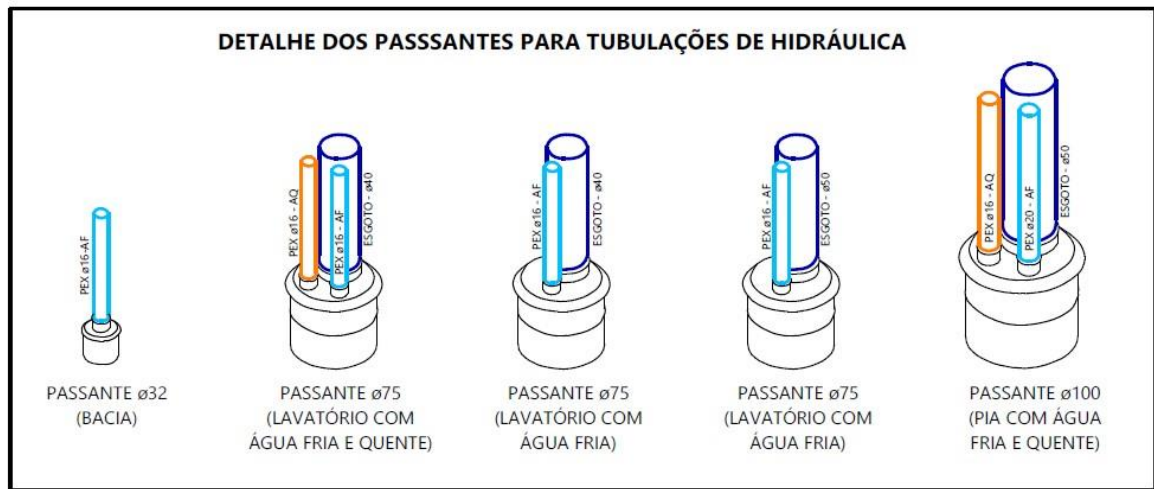 DETALHE DOS PASSSANTES PARA TUBULAÇÕES DE HIDRÁULICA
PEX ø16-AF
PASSANTE ø32
(BACIA)
PEX ø16 - AQ
PEX ø16 - AF
ESGOTO - ø40
PASSANTE ø75
(LAVATÓRIO COM
ÁGUA FRIA E QUENTE)
PEX ø16 - AF
ESGOTO - ø40
PASSANTE ø75
(LAVATÓRIO COM
ÁGUA FRIA)
PEX ø16 - AF
ESGOTO - ø50
PASSANTE ø75
(LAVATÓRIO COM
ÁGUA FRIA)
PEX ø16 - AQ
PEX ø20 - AF
ESGOTO - ø50
PASSANTE ø100
(PIA COM ÁGUA
FRIA E QUENTE)